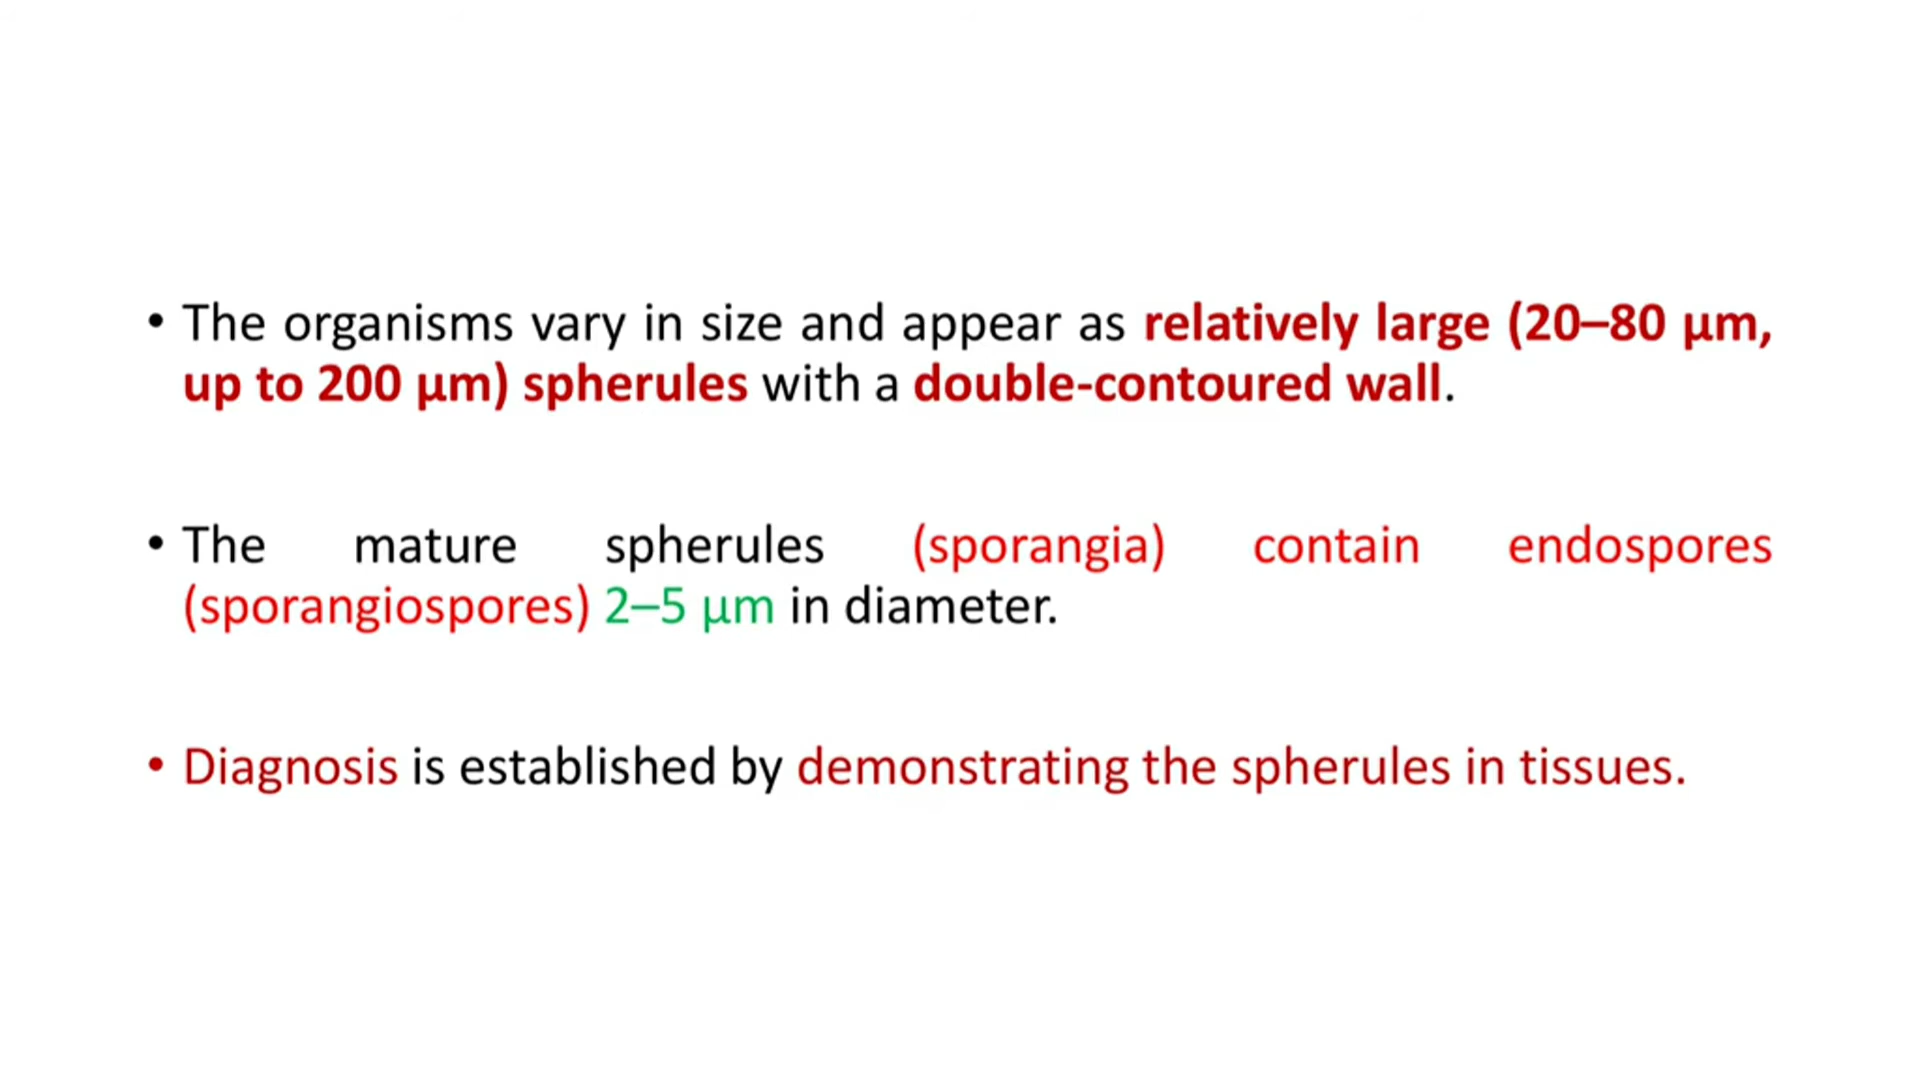 • The organisms vary in size and appear as relatively large (20–80 µm,
up to 200 µm) spherules with a double-contoured wall.
• The mature spherules (sporangia) contain endospores
(sporangiospores) 2–5 µm in diameter.
• Diagnosis is established by demonstrating the spherules in tissues.